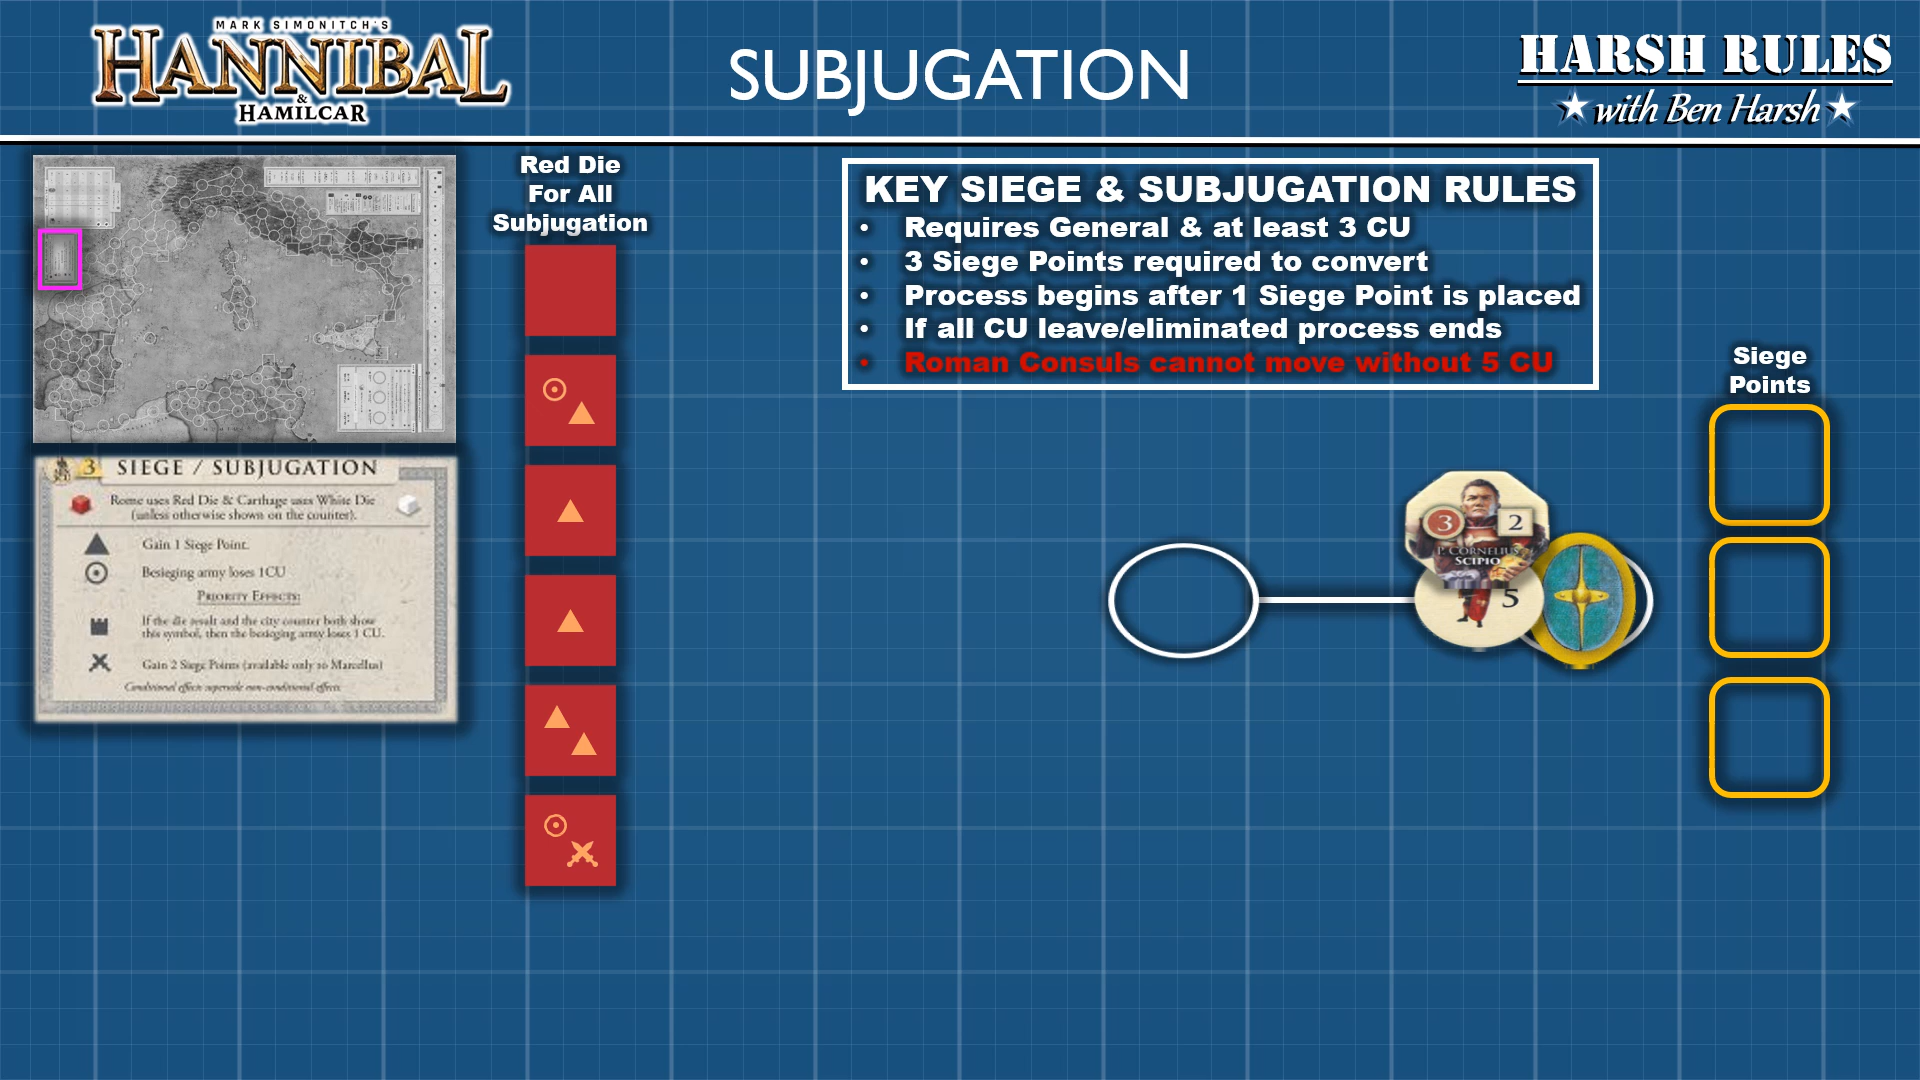 MARK SIMONITCH'S
HANNIBAL
&
HAMILCAR
SUBJUGATION
HARSH RULES
with Ben Harsh
Red Die
For All
Subjugation
KEY SIEGE & SUBJUGATION RULES
• Requires General & at least 3 CU
• 3 Siege Points required to convert
• Process begins after 1 Siege Point is placed
• If all CU leave/eliminated process ends
• Roman Consuls cannot move without 5 CU
Siege
Points
3 SIEGE / SUBJUGATION
Rome uses Red Die & Carthage uses White Die
(unless otherwise shown on the counter).
Gain 1 Siege Point.
Besieging army loses 1CU
PRIORITY EFFECTS:
If the die result and the city counter both show
this symbol, then the besieging army loses 1 CU.
Gain 2 Siege Points (available only to Marcellus)
Conditional effects supersede non-conditional effects.
3 2
P. CORNELIUS
SCIPIO
5